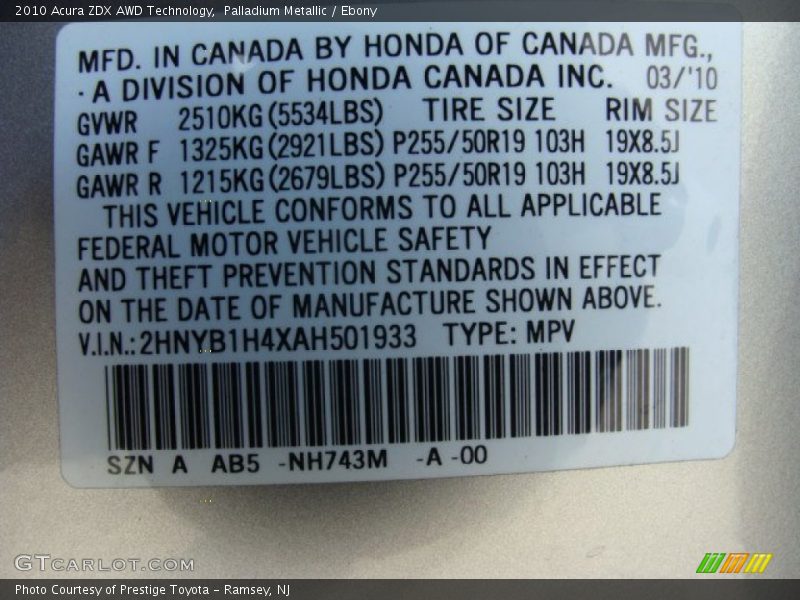 2010 Acura ZDX AWD Technology, Palladium Metallic / Ebony
MFD. IN CANADA BY HONDA OF CANADA MFG.,
·A DIVISION OF HONDA CANADA INC. 03/'10
GVWR 2510KG(5534LBS) TIRE SIZE RIM SIZE
GAWR F 1325KG(2921LBS) P255/50R19 103H 19X8.5J
GAWR R 1215KG(2679LBS) P255/50R19 103H 19X8.5J
THIS VEHICLE CONFORMS TO ALL APPLICABLE
FEDERAL MOTOR VEHICLE SAFETY
AND THEFT PREVENTION STANDARDS IN EFFECT
ON THE DATE OF MANUFACTURE SHOWN ABOVE.
V.I.N.:2HNYB1H4XAH501933 TYPE: MPV
SZN A AB5 -NH743M -A -00
GTCARLOT.COM
Photo Courtesy of Prestige Toyota - Ramsey, NJ